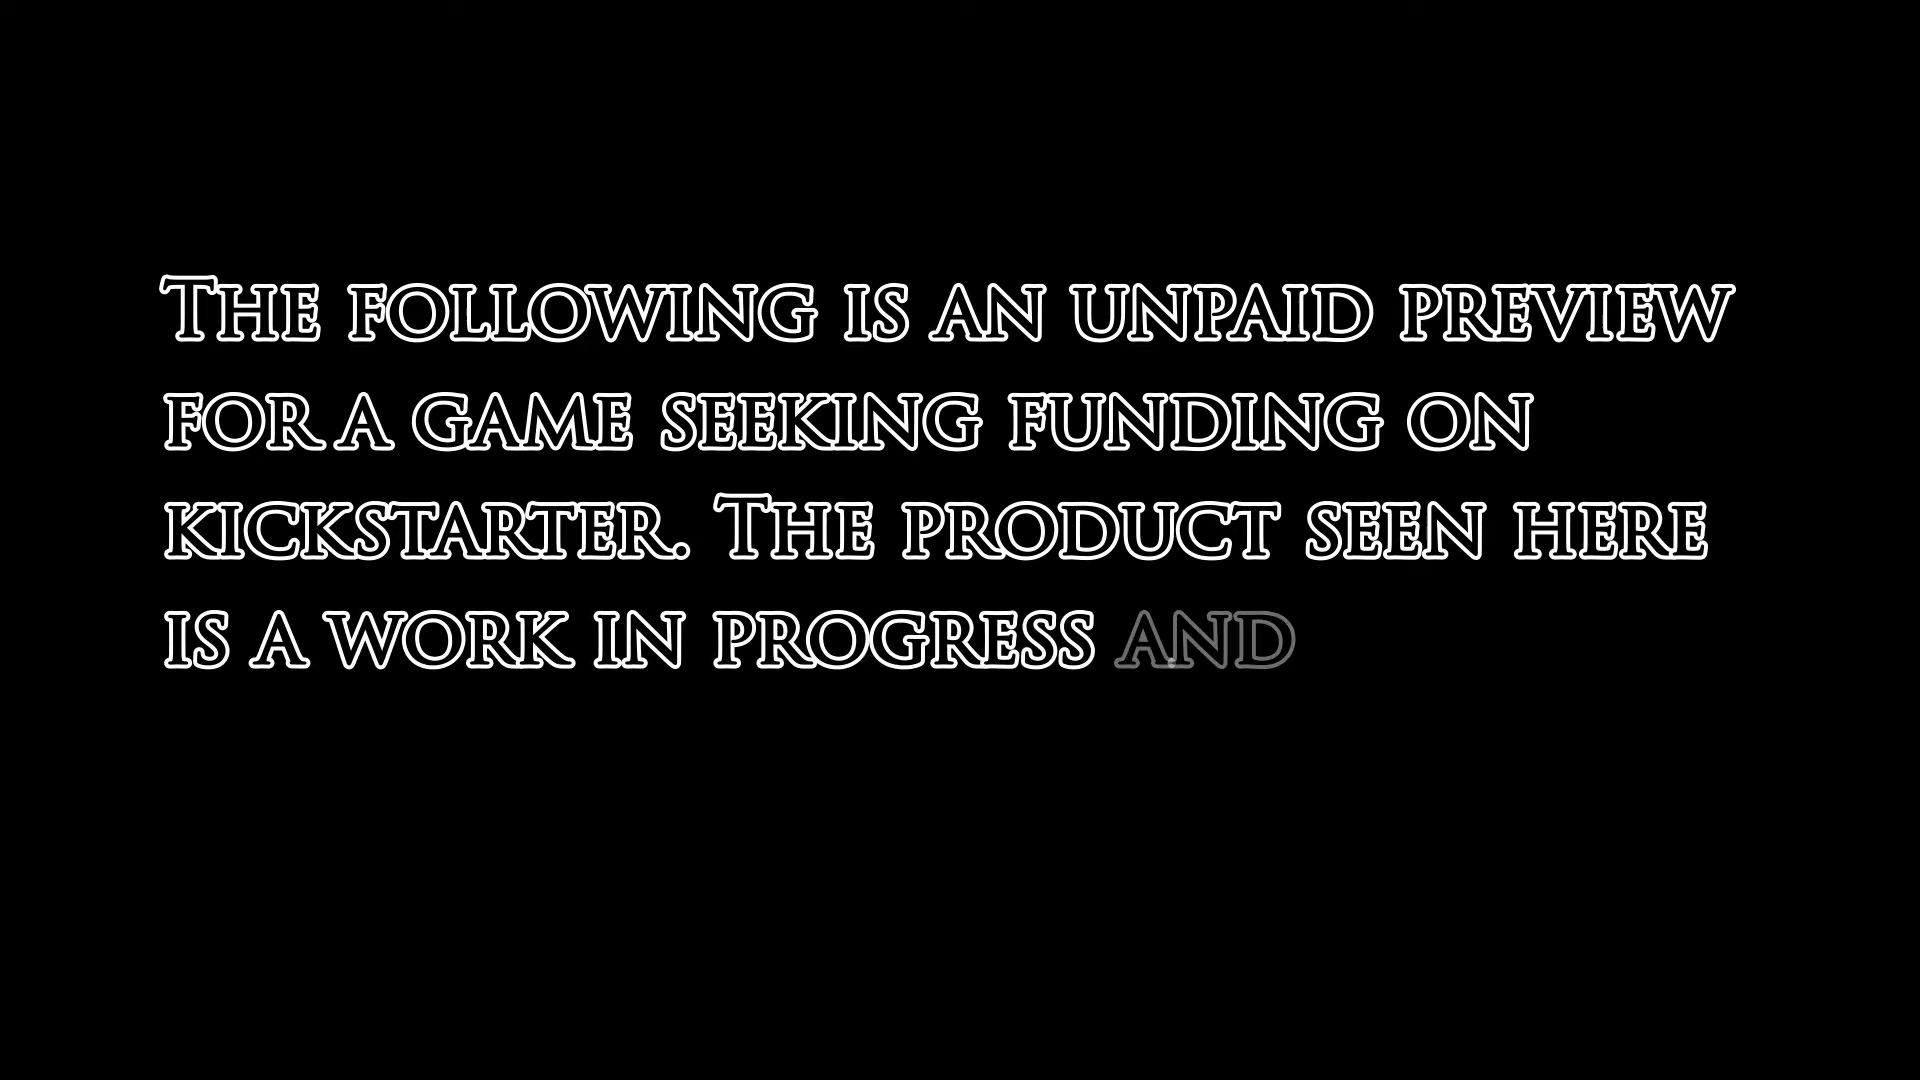 The following is an unpaid preview
for a game seeking funding on
kickstarter. The product seen here
is a work in progress and